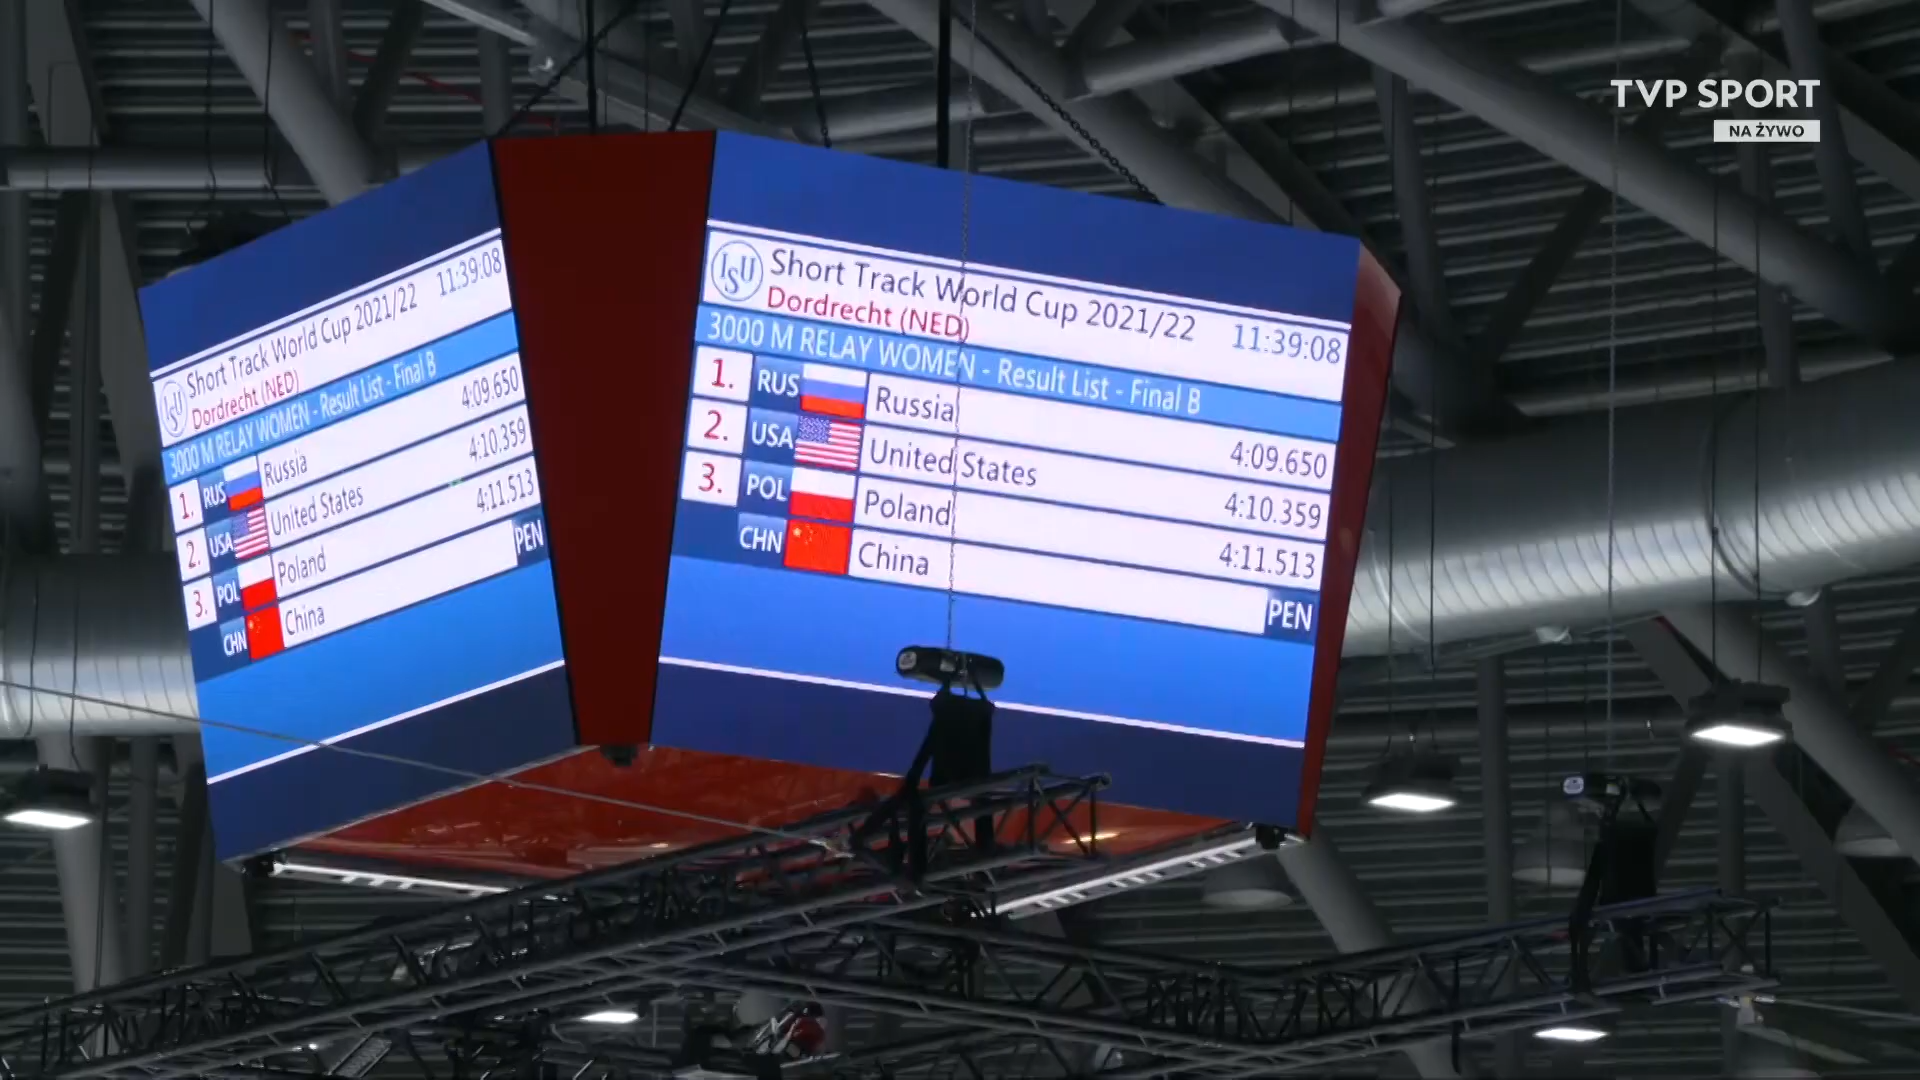 TVP SPORT
NA ŻYWO
ISU Short Track World Cup 2021/22 11:39:08
Dordrecht (NED)
3000 M RELAY WOMEN - Result List - Final B
1. RUS Russia 4:09.650
2. USA United States 4:10.359
3. POL Poland 4:11.513
CHN China PEN
ISU Short Track World Cup 2021/22 11:39:08
Dordrecht (NED)
3000 M RELAY WOMEN - Result List - Final B
1. RUS Russia 4:09.650
2. USA United States 4:10.359
3. POL Poland 4:11.513
CHN China PEN